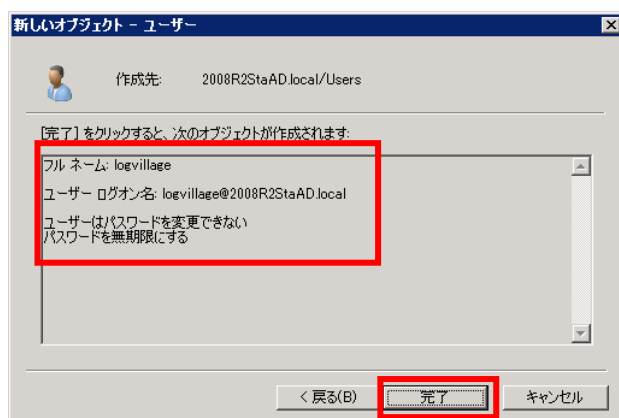 新しいオブジェクト - ユーザー
作成先: 2008R2StaAD.local/Users
[完了] をクリックすると、次のオブジェクトが作成されます:
フル ネーム: logvillage
ユーザー ログオン名: logvillage@2008R2StaAD.local
ユーザーはパスワードを変更できない
パスワードを無期限にする
< 戻る(B) 完了 キャンセル